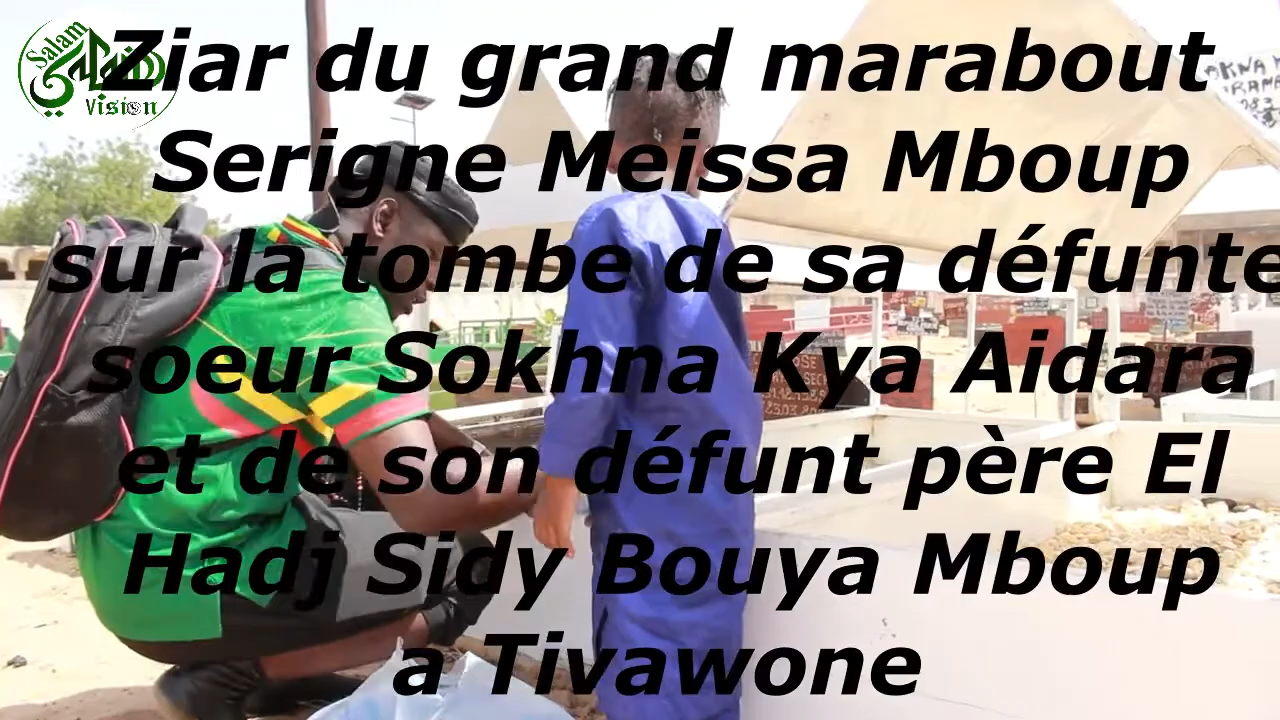 Salam
Vision
Ziar du grand marabout
Serigne Meissa Mboup
sur la tombe de sa défunte
soeur Sokhna Kya Aidara
et de son défunt père El
Hadj Sidy Bouya Mboup
a Tivawone